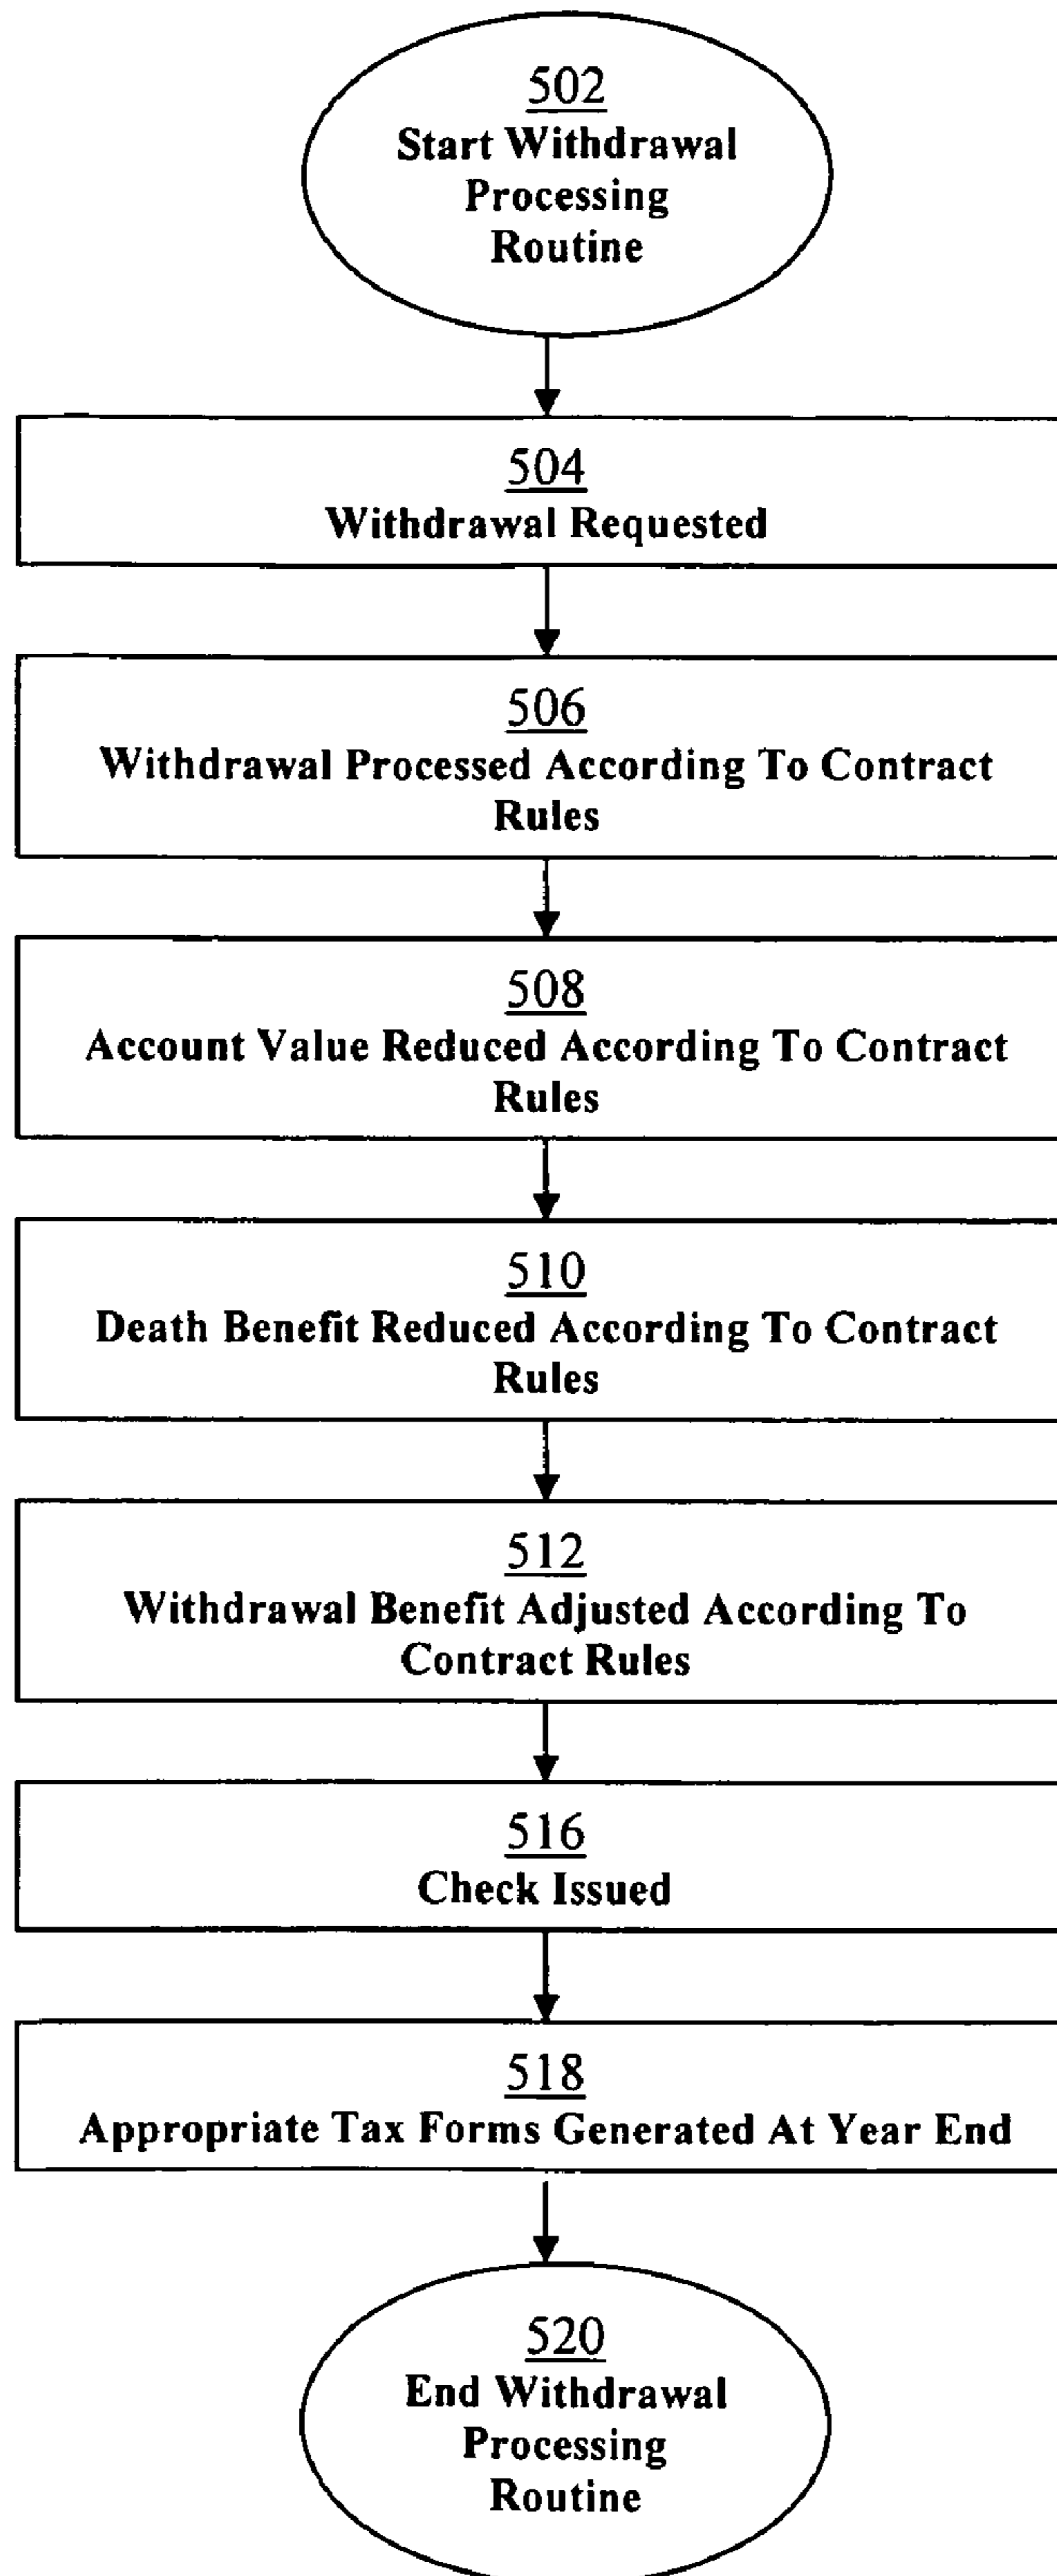 502
Start Withdrawal
Processing
Routine
504
Withdrawal Requested
506
Withdrawal Processed According To Contract
Rules
508
Account Value Reduced According To Contract
Rules
510
Death Benefit Reduced According To Contract
Rules
512
Withdrawal Benefit Adjusted According To
Contract Rules
516
Check Issued
518
Appropriate Tax Forms Generated At Year End
520
End Withdrawal
Processing
Routine